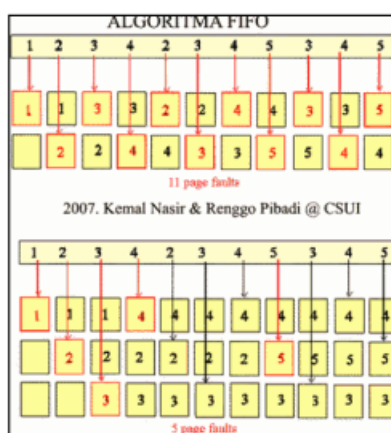 ALGORITMA FIFO
1 2 3 4 2 3 4 5 3 4 5
1 1 3 3 2 2 4 4 3 3 5
2 2 4 4 3 3 5 5 4 4
11 page faults
2007. Kemal Nasir & Renggo Pibadi @ CSUI
1 2 3 4 2 3 4 5 3 4 5
1 1 1 4 4 4 4 4 4 4 4
2 2 2 2 2 2 5 5 5 5
3 3 3 3 3 3 3 3 3
5 page faults